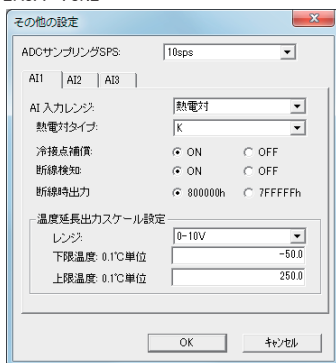 その他の設定
ADCサンプリングSPS: 10sps
AI1 AI2 AI3
AI 入力レンジ: 熱電対
熱電対タイプ: K
冷接点補償: ON OFF
断線検知: ON OFF
断線時出力 800000h 7FFFFFh
温度延長出力スケール設定
レンジ: 0-10V
下限温度: 0.1℃単位 -50.0
上限温度: 0.1℃単位 250.0
OK キャンセル